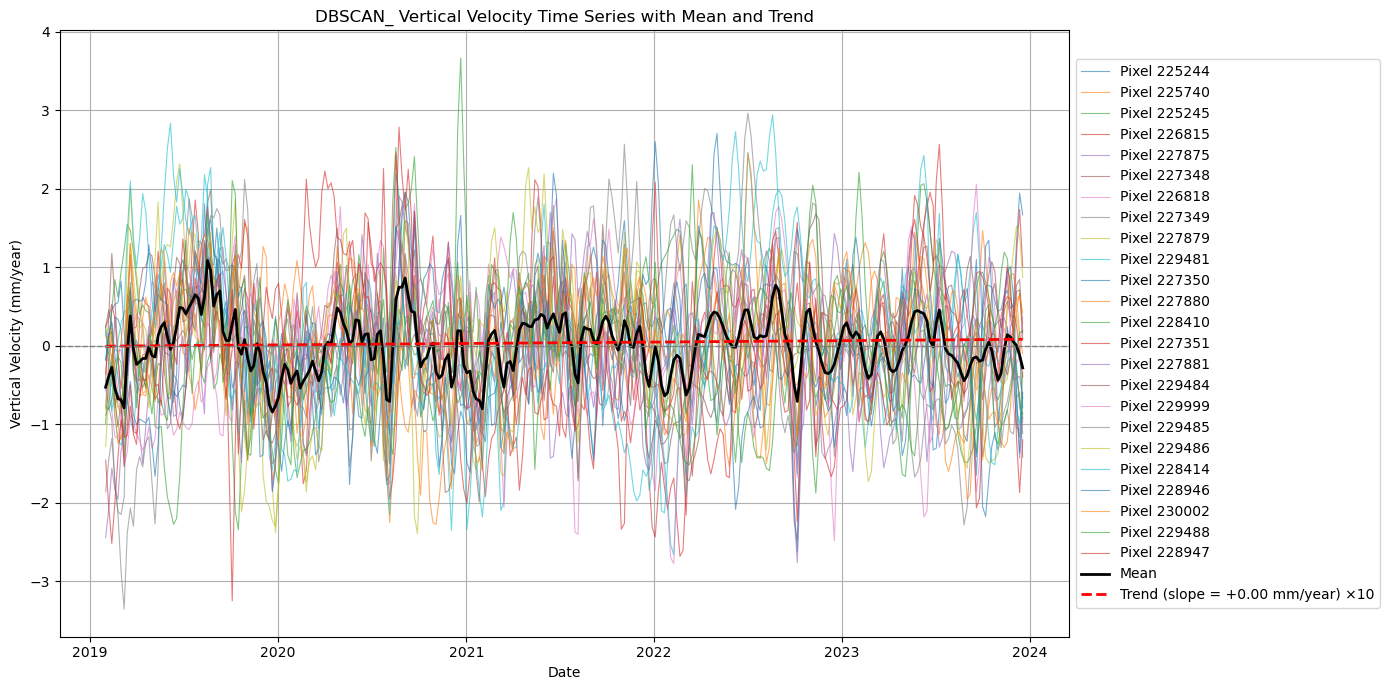 DBSCAN_ Vertical Velocity Time Series with Mean and Trend
Vertical Velocity (mm/year)
4
3
2
1
0
−1
−2
−3
2019
2020
2021
2022
2023
2024
Date
Pixel 225244
Pixel 225740
Pixel 225245
Pixel 226815
Pixel 227875
Pixel 227348
Pixel 226818
Pixel 227349
Pixel 227879
Pixel 229481
Pixel 227350
Pixel 227880
Pixel 228410
Pixel 227351
Pixel 227881
Pixel 229484
Pixel 229999
Pixel 229485
Pixel 229486
Pixel 228414
Pixel 228946
Pixel 230002
Pixel 229488
Pixel 228947
Mean
Trend (slope = +0.00 mm/year) ×10